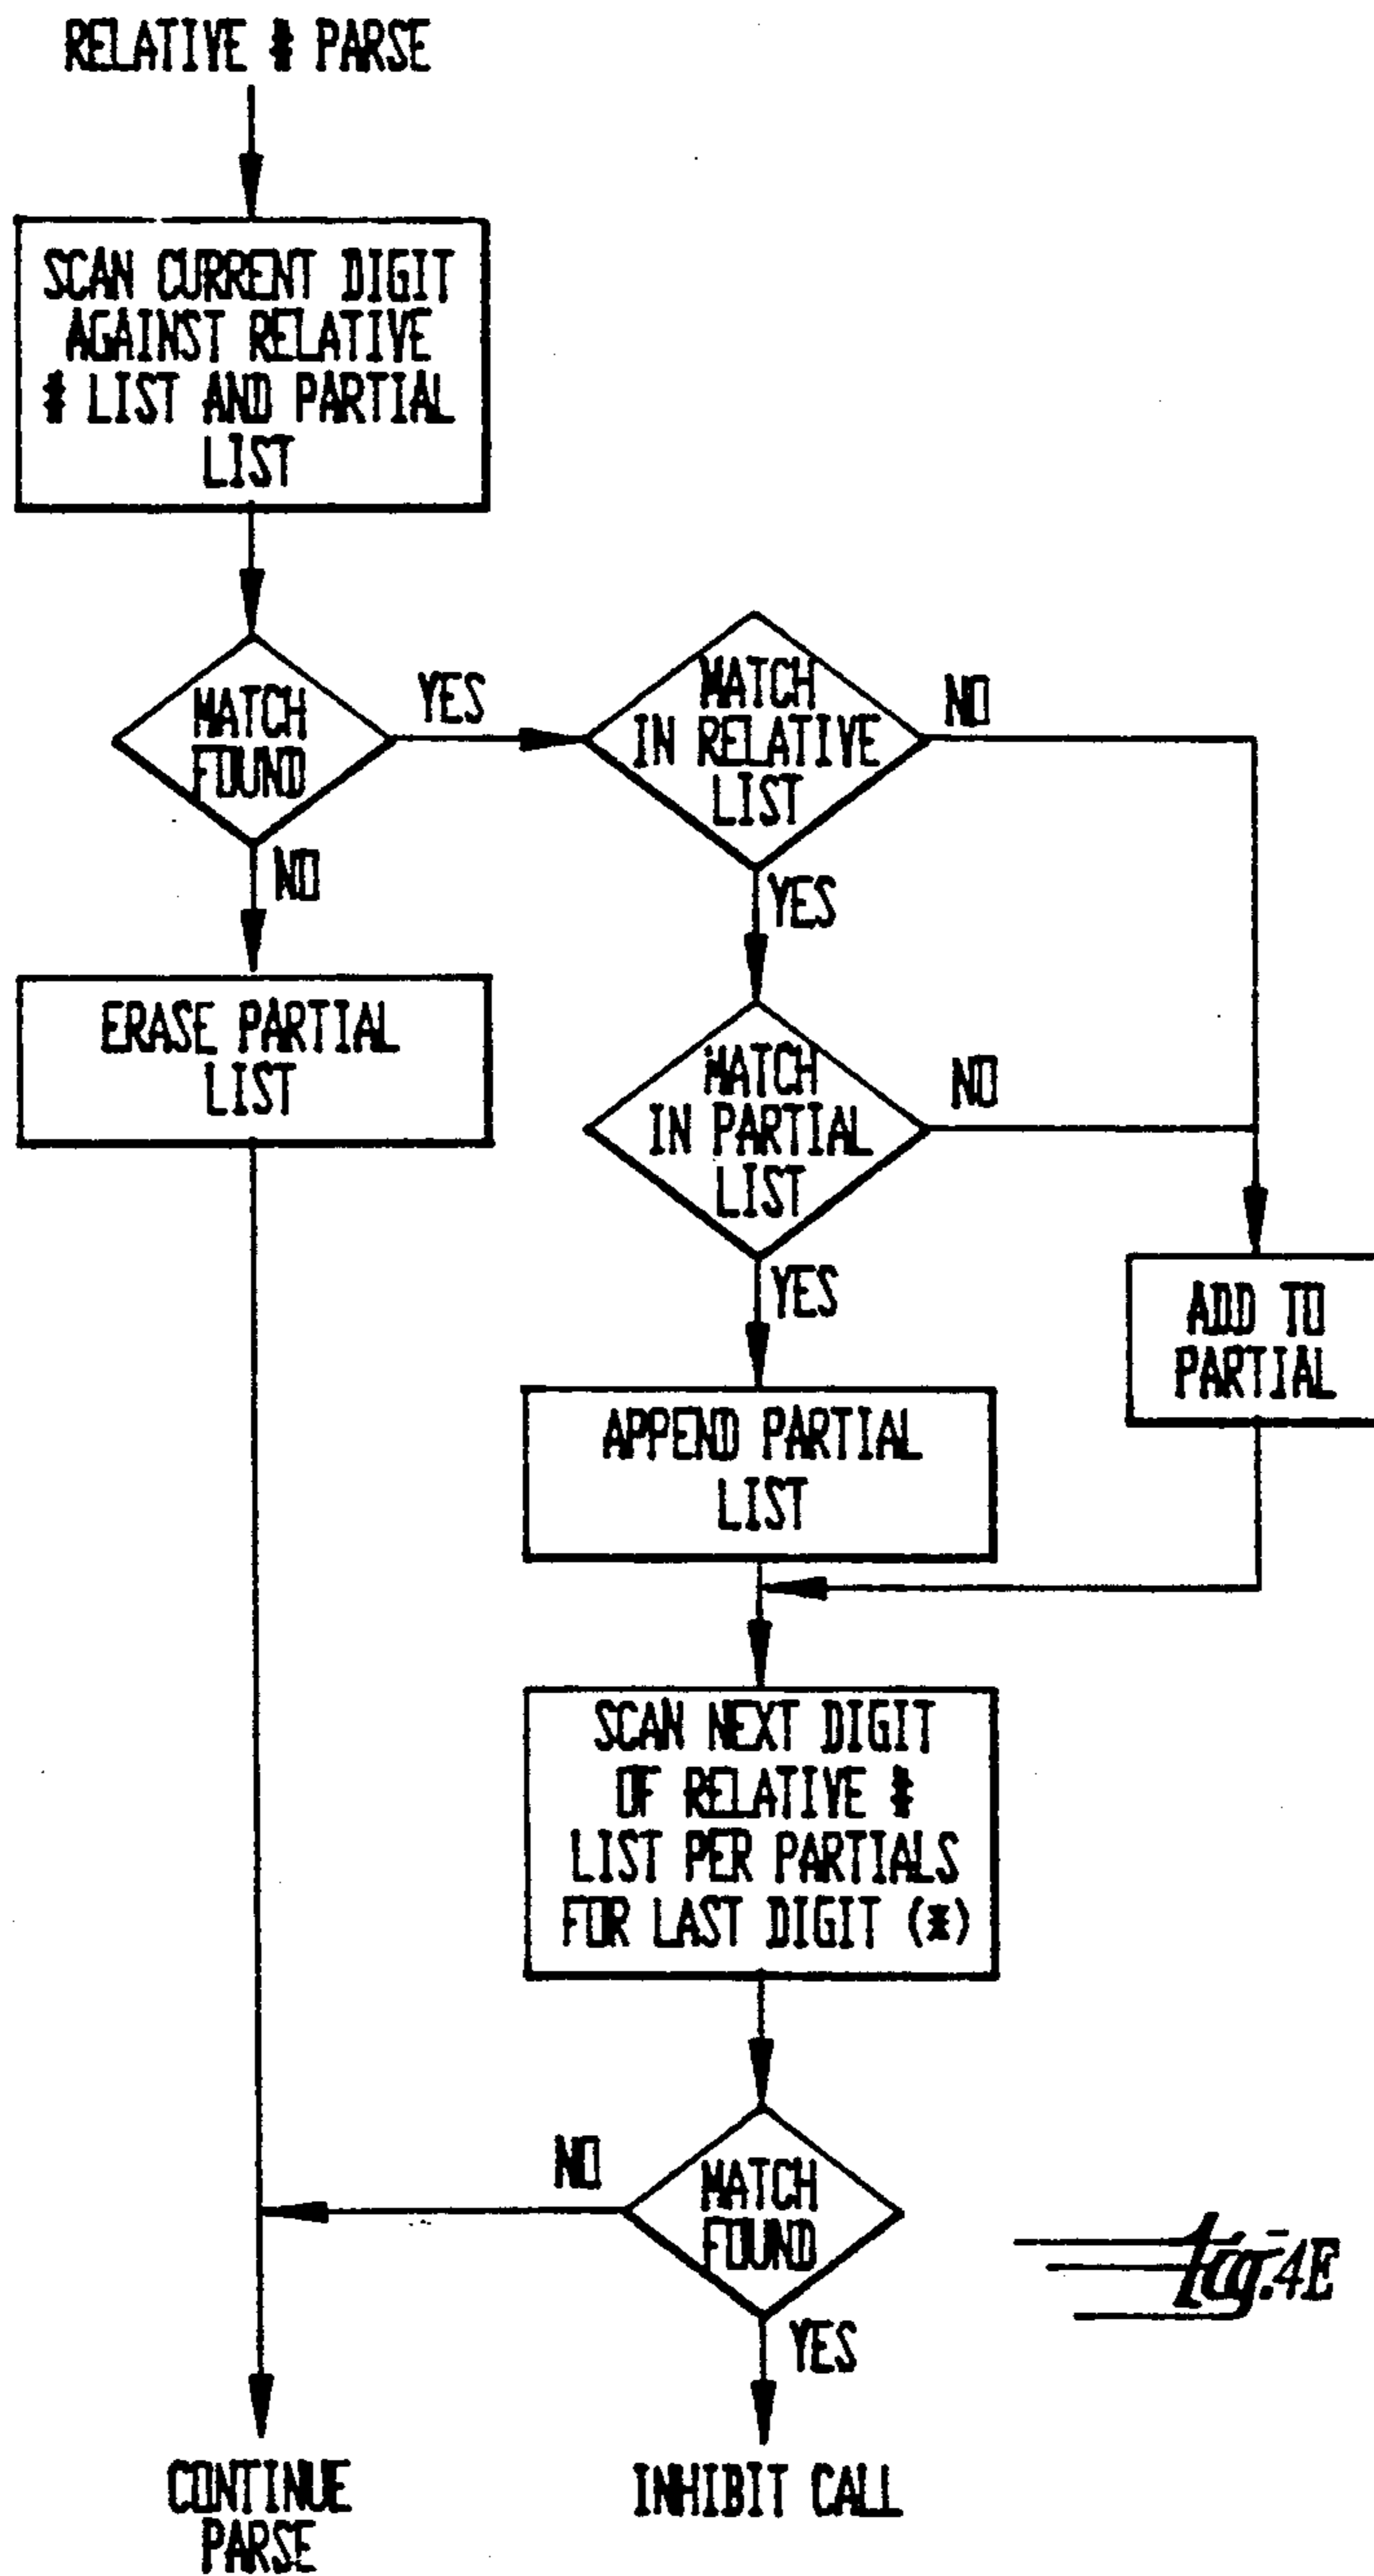 RELATIVE # PARSE
SCAN CURRENT DIGIT
AGAINST RELATIVE
# LIST AND PARTIAL
LIST
MATCH
FOUND
YES
NO
MATCH
IN RELATIVE
LIST
NO
YES
ERASE PARTIAL
LIST
MATCH
IN PARTIAL
LIST
NO
YES
ADD TO
PARTIAL
APPEND PARTIAL
LIST
SCAN NEXT DIGIT
OF RELATIVE #
LIST PER PARTIALS
FOR LAST DIGIT (*)
MATCH
FOUND
NO
YES
CONTINUE
PARSE
INHIBIT CALL
Fig.4E